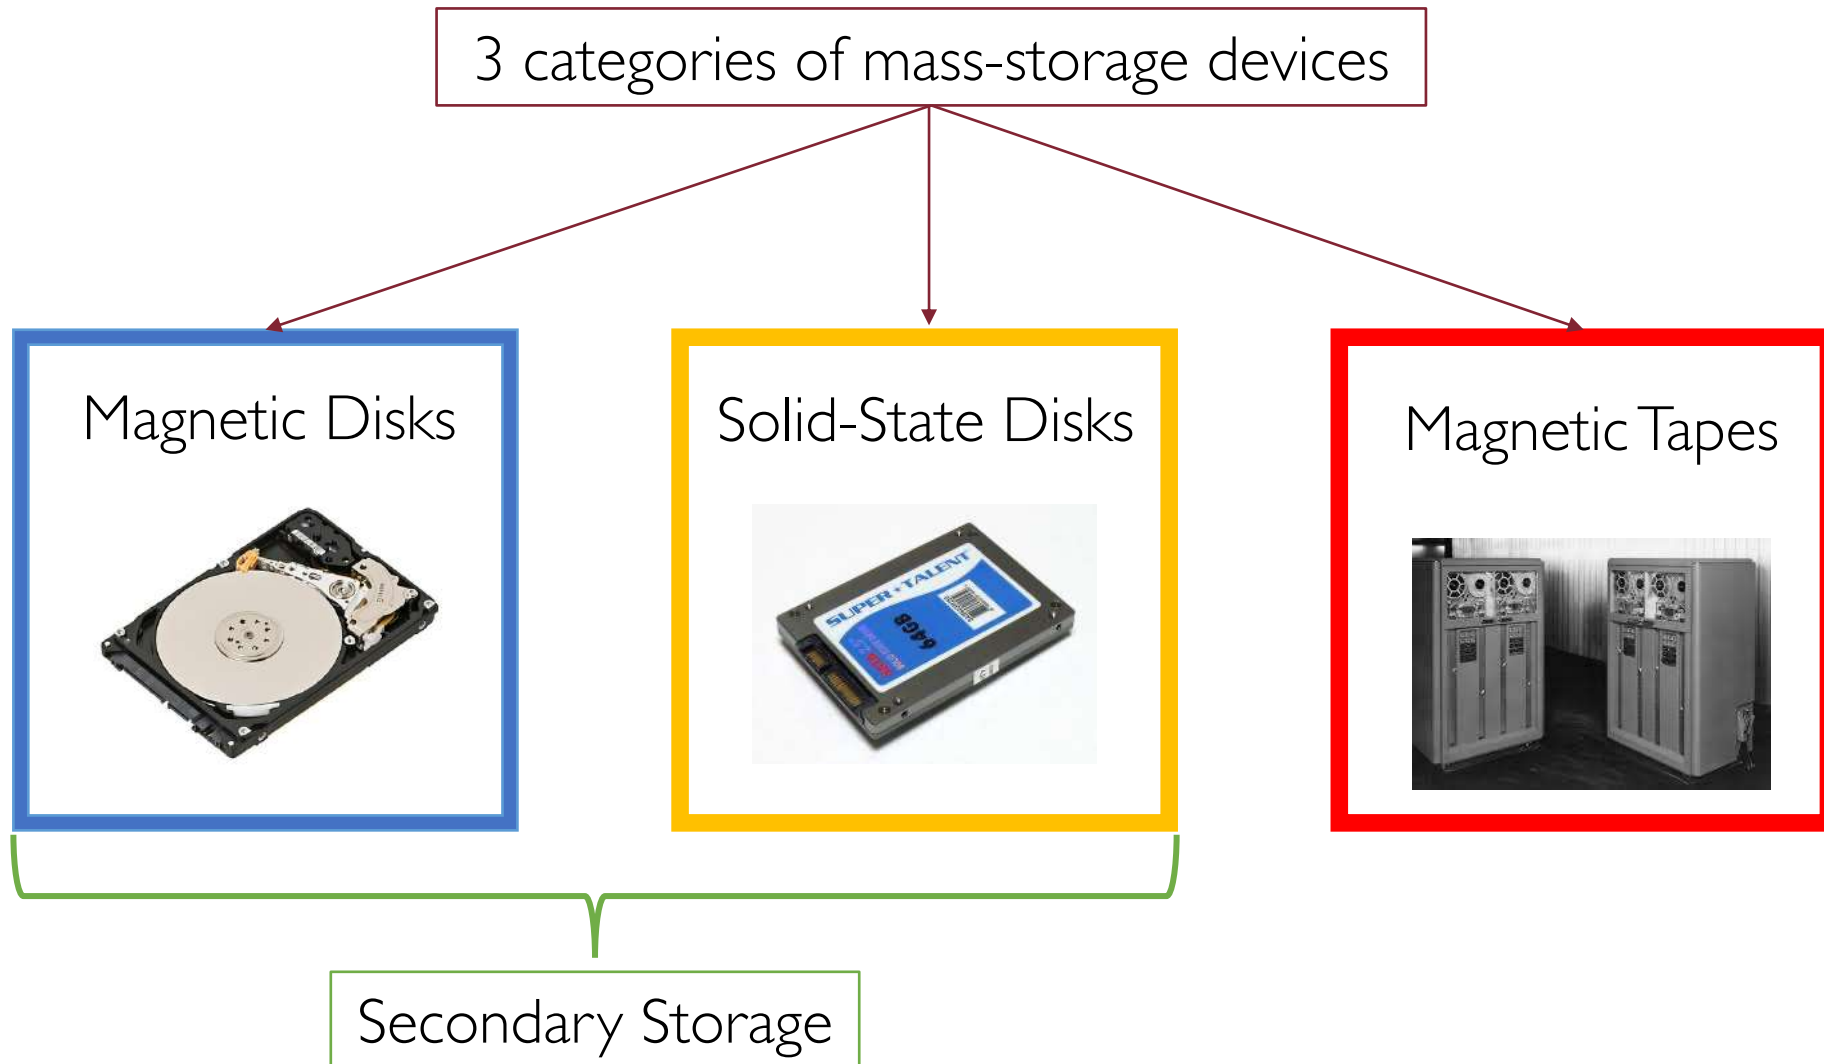 3 categories of mass-storage devices
Magnetic Disks
Solid-State Disks
Magnetic Tapes
SUPER+TALENT
64GB
Secondary Storage